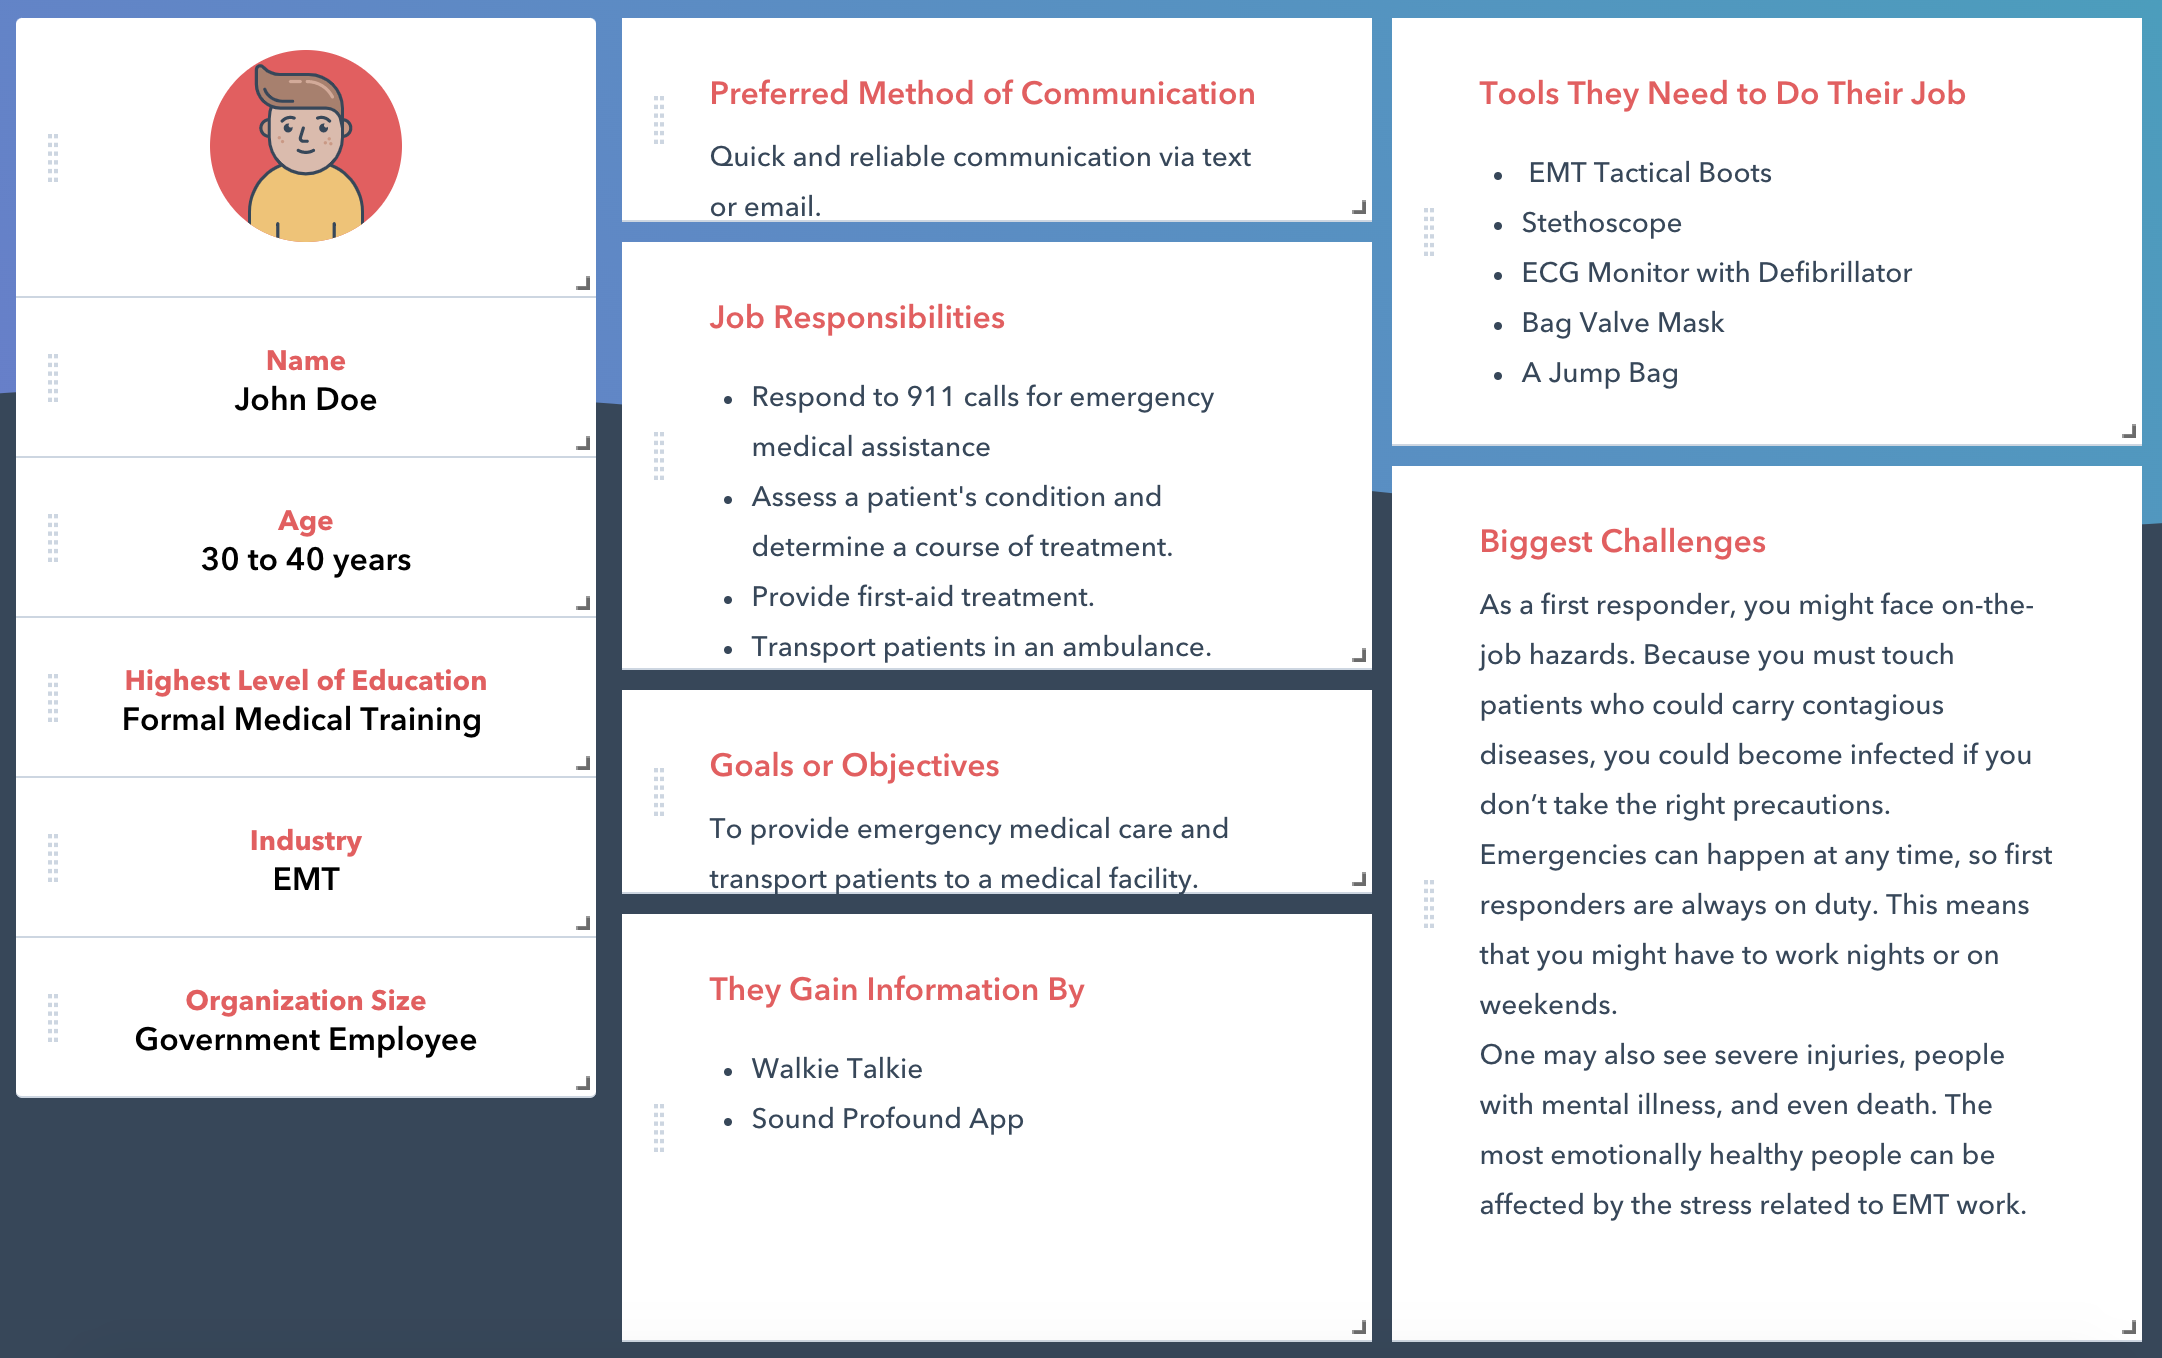 Name
John Doe
Age
30 to 40 years
Highest Level of Education
Formal Medical Training
Industry
EMT
Organization Size
Government Employee
Preferred Method of Communication
Quick and reliable communication via text
or email.
Job Responsibilities
Respond to 911 calls for emergency
medical assistance
Assess a patient's condition and
determine a course of treatment.
Provide first-aid treatment.
Transport patients in an ambulance.
Goals or Objectives
To provide emergency medical care and
transport patients to a medical facility.
They Gain Information By
Walkie Talkie
Sound Profound App
Tools They Need to Do Their Job
EMT Tactical Boots
Stethoscope
ECG Monitor with Defibrillator
Bag Valve Mask
A Jump Bag
Biggest Challenges
As a first responder, you might face on-the-
job hazards. Because you must touch
patients who could carry contagious
diseases, you could become infected if you
don’t take the right precautions.
Emergencies can happen at any time, so first
responders are always on duty. This means
that you might have to work nights or on
weekends.
One may also see severe injuries, people
with mental illness, and even death. The
most emotionally healthy people can be
affected by the stress related to EMT work.